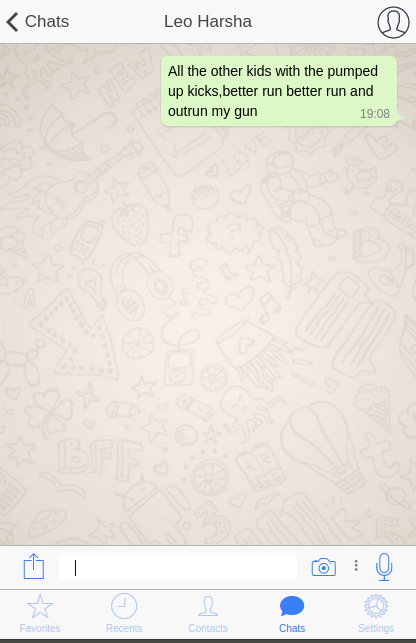 Chats
Leo Harsha
All the other kids with the pumped
up kicks,better run better run and
outrun my gun
19:08
Favorites
Recents
Contacts
Chats
Settings